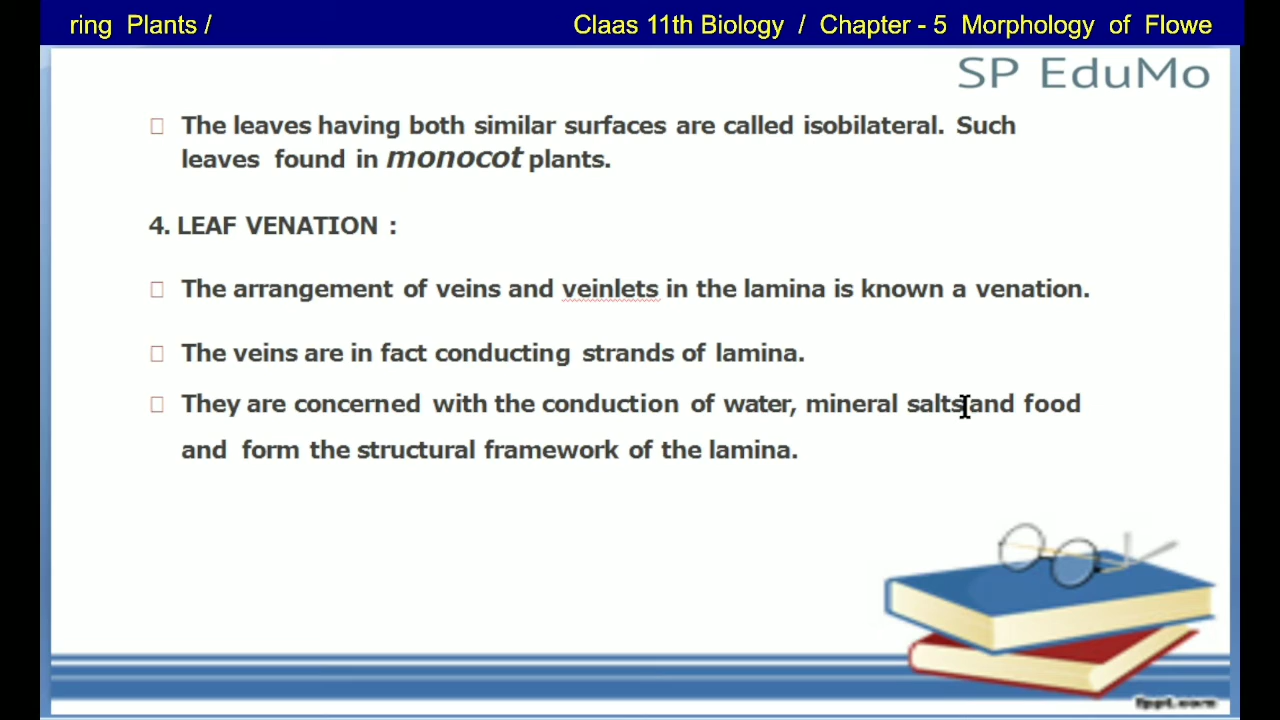 ring Plants / Claas 11th Biology / Chapter - 5 Morphology of Flowe
SP EduMo
The leaves having both similar surfaces are called isobilateral. Such
leaves found in monocot plants.
4. LEAF VENATION :
The arrangement of veins and veinlets in the lamina is known a venation.
The veins are in fact conducting strands of lamina.
They are concerned with the conduction of water, mineral salts and food
and form the structural framework of the lamina.
fppt.com